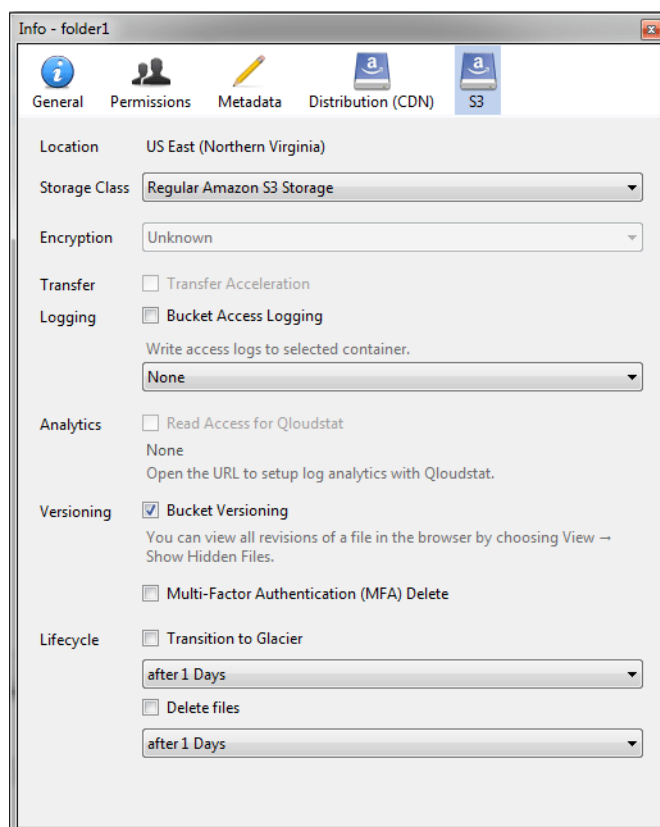 Info - folder1
General Permissions Metadata Distribution (CDN) S3
Location US East (Northern Virginia)
Storage Class Regular Amazon S3 Storage
Encryption Unknown
Transfer Transfer Acceleration
Logging Bucket Access Logging
Write access logs to selected container.
None
Analytics Read Access for Qloudstat
None
Open the URL to setup log analytics with Qloudstat.
Versioning Bucket Versioning
You can view all revisions of a file in the browser by choosing View →
Show Hidden Files.
Multi-Factor Authentication (MFA) Delete
Lifecycle Transition to Glacier
after 1 Days
Delete files
after 1 Days